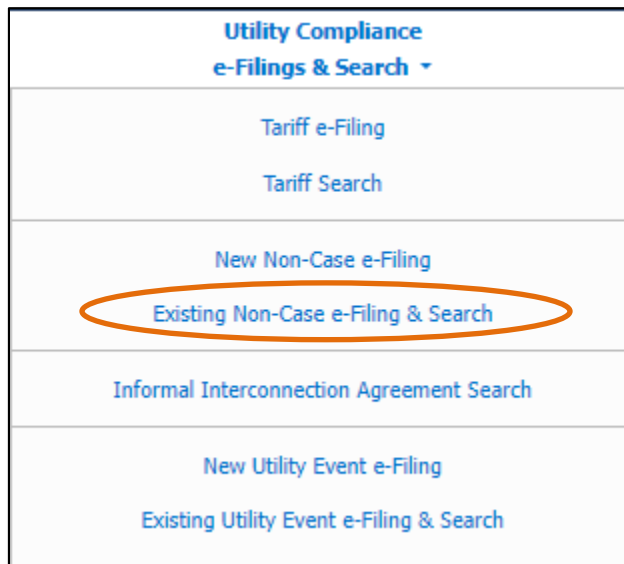 Utility Compliance
e-Filings & Search
Tariff e-Filing
Tariff Search
New Non-Case e-Filing
Existing Non-Case e-Filing & Search
Informal Interconnection Agreement Search
New Utility Event e-Filing
Existing Utility Event e-Filing & Search